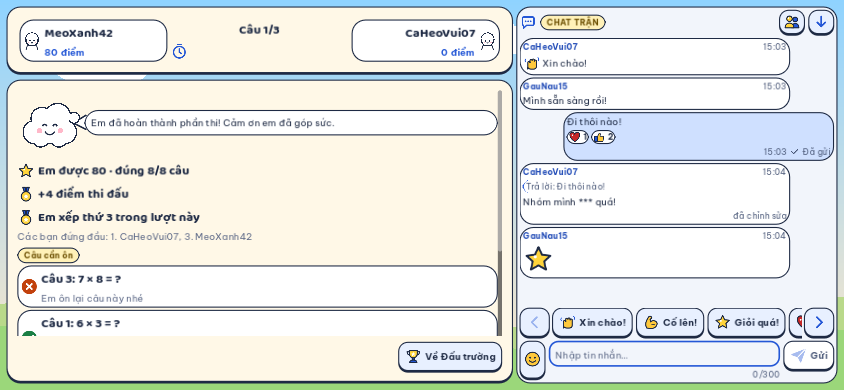 MeoXanh42
80 điểm
Câu 1/3
CaHeoVui07
0 điểm
Em đã hoàn thành phần thi! Cảm ơn em đã góp sức.
Em được 80 · đúng 8/8 câu
+4 điểm thi đấu
Em xếp thứ 3 trong lượt này
Các bạn đứng đầu: 1. CaHeoVui07, 3. MeoXanh42
Câu cần ôn
Câu 3: 7 × 8 = ?
Em ôn lại câu này nhé
Câu 1: 6 × 3 = ?
Về Đấu trường
CHAT TRẬN
CaHeoVui07 15:03
Xin chào!
GauNau15 15:03
Mình sẵn sàng rồi!
Đi thôi nào!
1 2
15:03 ✓ Đã gửi
CaHeoVui07 15:04
Trả lời: Đi thôi nào!
Nhóm mình *** quá!
đã chỉnh sửa
GauNau15 15:04
Xin chào! Cố lên! Giỏi quá!
Nhập tin nhắn...
Gửi
0/300